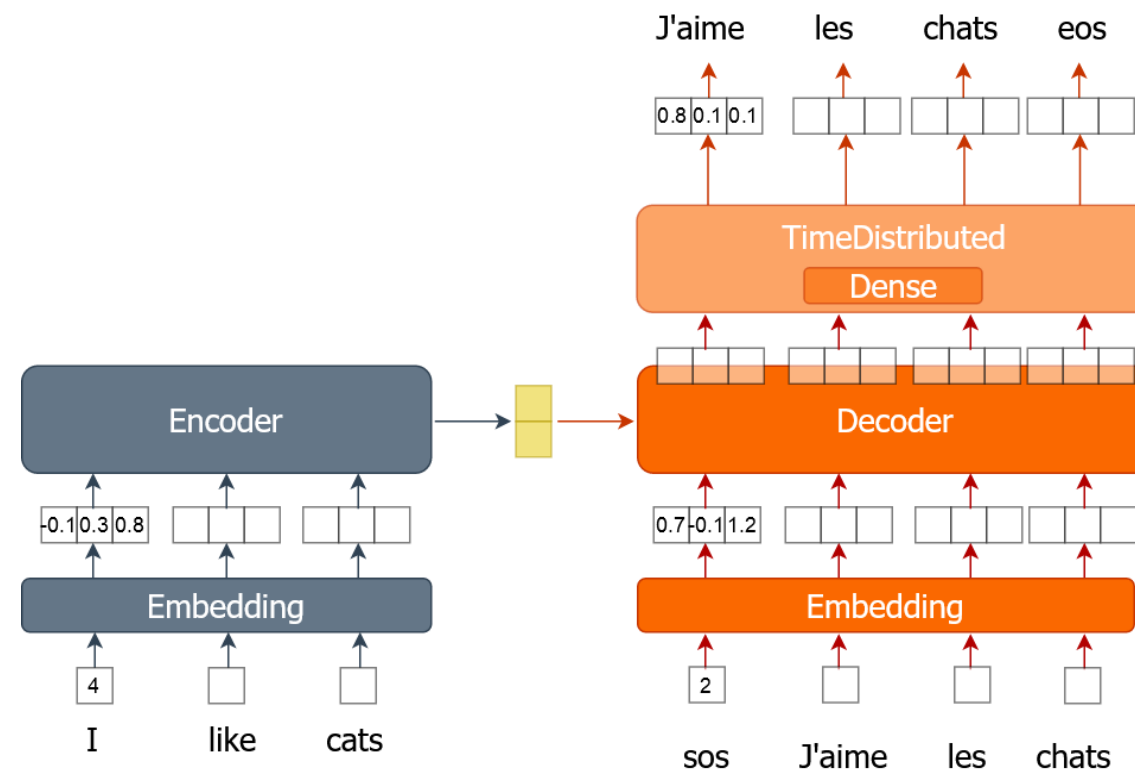 J'aime les chats eos
0.8 0.1 0.1
TimeDistributed
Dense
Encoder
Decoder
-0.1 0.3 0.8
0.7 -0.1 1.2
Embedding
Embedding
4
2
I like cats
sos J'aime les chats